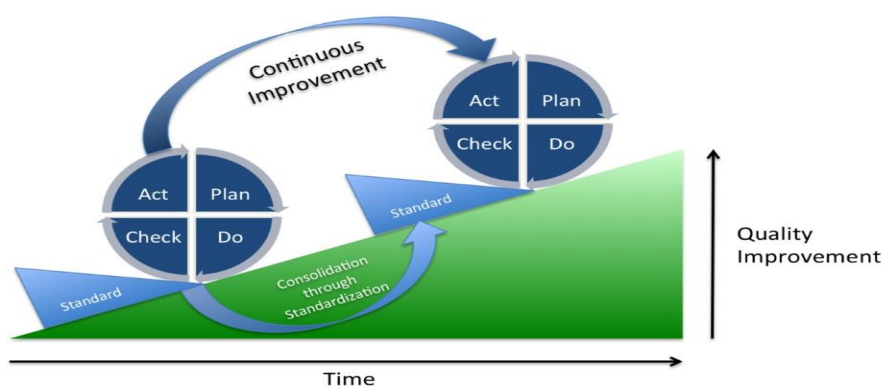 Continuous
Improvement
Act
Plan
Check
Do
Standard
Act
Plan
Check
Do
Standard
Consolidation
through
Standardization
Quality
Improvement
Time